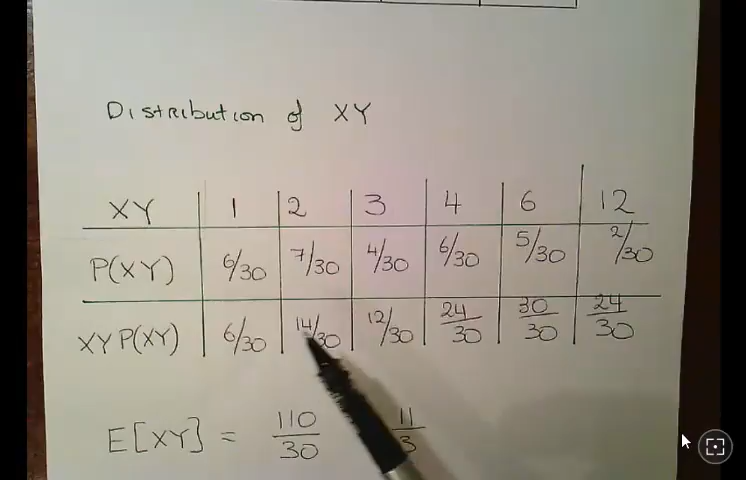 Distribution of XY
XY 1 2 3 4 6 12
P(XY) 6/30 7/30 4/30 6/30 5/30 2/30
XY P(XY) 6/30 14/30 12/30 24/30 30/30 24/30
E[XY] = 110/30 11/3